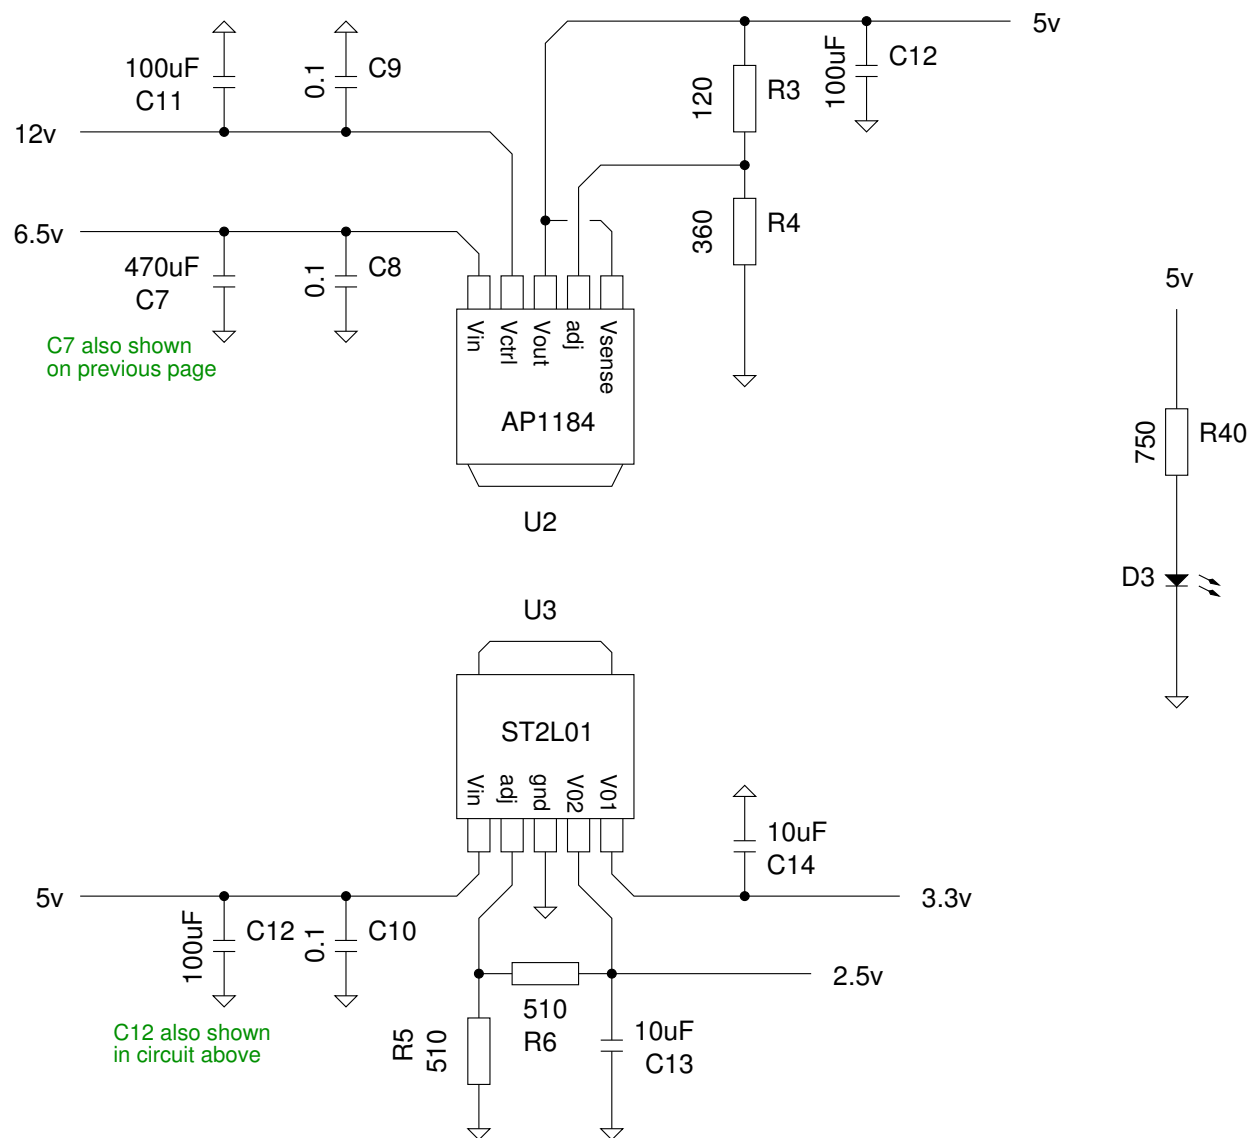 5v
100uF
C11
0.1
C9
120
R3
100uF
C12
12v
6.5v
470uF
C7
0.1
C8
360
R4
C7 also shown
on previous page
Vin
Vctrl
Vout
adj
Vsense
AP1184
U2
5v
750
R40
D3
U3
ST2L01
Vin
adj
gnd
V02
V01
10uF
C14
5v
3.3v
100uF
C12
0.1
C10
2.5v
C12 also shown
in circuit above
R5
510
510
R6
10uF
C13